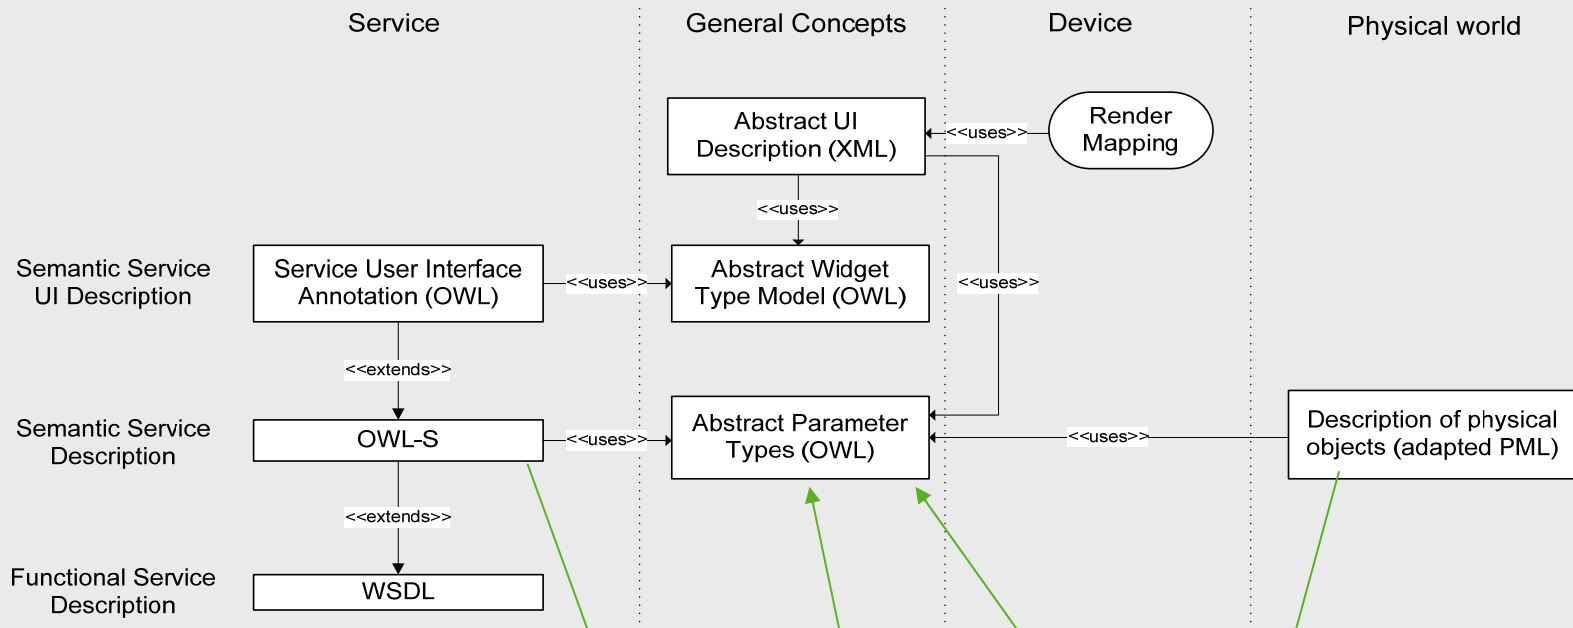 Service
General Concepts
Device
Physical world
Abstract UI
Description (XML)
<<uses>>
Render
Mapping
<<uses>>
Semantic Service
UI Description
Service User Interface
Annotation (OWL)
<<uses>>
Abstract Widget
Type Model (OWL)
<<uses>>
<<extends>>
Semantic Service
Description
OWL-S
<<uses>>
Abstract Parameter
Types (OWL)
<<uses>>
Description of physical
objects (adapted PML)
<<extends>>
Functional Service
Description
WSDL